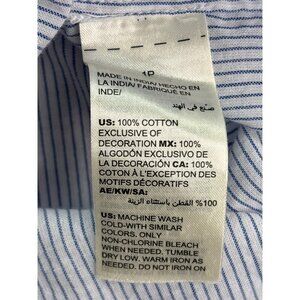 1P
MADE IN INDIA/ HECHO EN
LA INDIA/ FABRIQUÉ EN
INDE/
صنع في الهند
US: 100% COTTON
EXCLUSIVE OF
DECORATION MX: 100%
ALGODÓN EXCLUSIVO DE
LA DECORACIÓN CA: 100%
COTON À L'EXCEPTION DES
MOTIFS DÉCORATIFS
AE/KW/SA:
100% القطن باستثناء الزينة
US: MACHINE WASH
COLD-WITH SIMILAR
COLORS, ONLY
NON-CHLORINE BLEACH
WHEN NEEDED. TUMBLE
DRY LOW. WARM IRON AS
NEEDED. DO NOT IRON ON